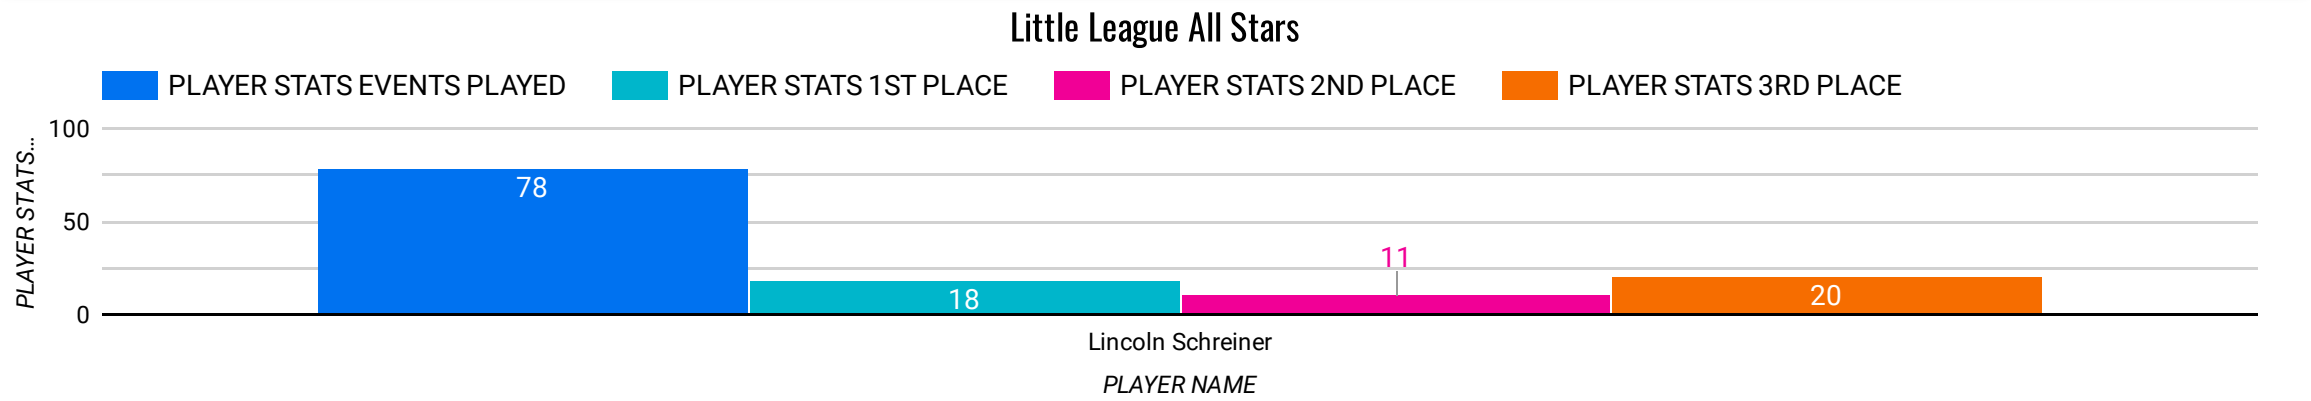 Little League All Stars
PLAYER STATS EVENTS PLAYED PLAYER STATS 1ST PLACE PLAYER STATS 2ND PLACE PLAYER STATS 3RD PLACE
PLAYER STATS...
100
50
0
78
18
11
20
Lincoln Schreiner
PLAYER NAME